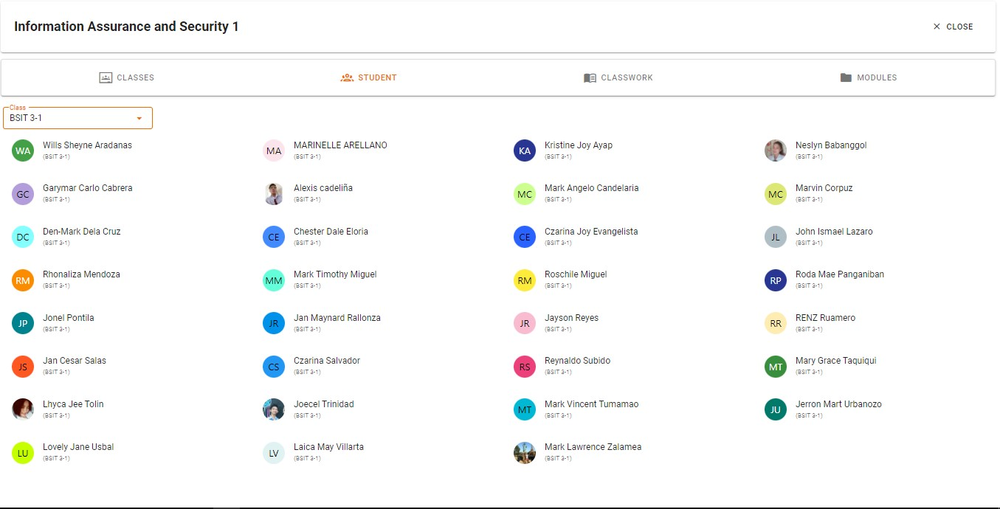 Information Assurance and Security 1
CLOSE
CLASSES
STUDENT
CLASSWORK
MODULES
Class
BSIT 3-1
WA
Wills Sheyne Aradanas
(BSIT 3-1)
MA
MARINELLE ARELLANO
(BSIT 3-1)
KA
Kristine Joy Ayap
(BSIT 3-1)
Neslyn Babanggol
(BSIT 3-1)
GC
Garymar Carlo Cabrera
(BSIT 3-1)
Alexis cadeliña
(BSIT 3-1)
MC
Mark Angelo Candelaria
(BSIT 3-1)
MC
Marvin Corpuz
(BSIT 3-1)
DC
Den-Mark Dela Cruz
(BSIT 3-1)
CE
Chester Dale Eloria
(BSIT 3-1)
CE
Czarina Joy Evangelista
(BSIT 3-1)
JL
John Ismael Lazaro
(BSIT 3-1)
RM
Rhonaliza Mendoza
(BSIT 3-1)
MM
Mark Timothy Miguel
(BSIT 3-1)
RM
Roschile Miguel
(BSIT 3-1)
RP
Roda Mae Panganiban
(BSIT 3-1)
JP
Jonel Pontila
(BSIT 3-1)
JR
Jan Maynard Rallonza
(BSIT 3-1)
JR
Jayson Reyes
(BSIT 3-1)
RR
RENZ Ruamero
(BSIT 3-1)
JS
Jan Cesar Salas
(BSIT 3-1)
CS
Czarina Salvador
(BSIT 3-1)
RS
Reynaldo Subido
(BSIT 3-1)
MT
Mary Grace Taquiqui
(BSIT 3-1)
Lhyca Jee Tolin
(BSIT 3-1)
Joecel Trinidad
(BSIT 3-1)
MT
Mark Vincent Tumamao
(BSIT 3-1)
JU
Jerron Mart Urbanozo
(BSIT 3-1)
LU
Lovely Jane Usbal
(BSIT 3-1)
LV
Laica May Villarta
(BSIT 3-1)
Mark Lawrence Zalamea
(BSIT 3-1)